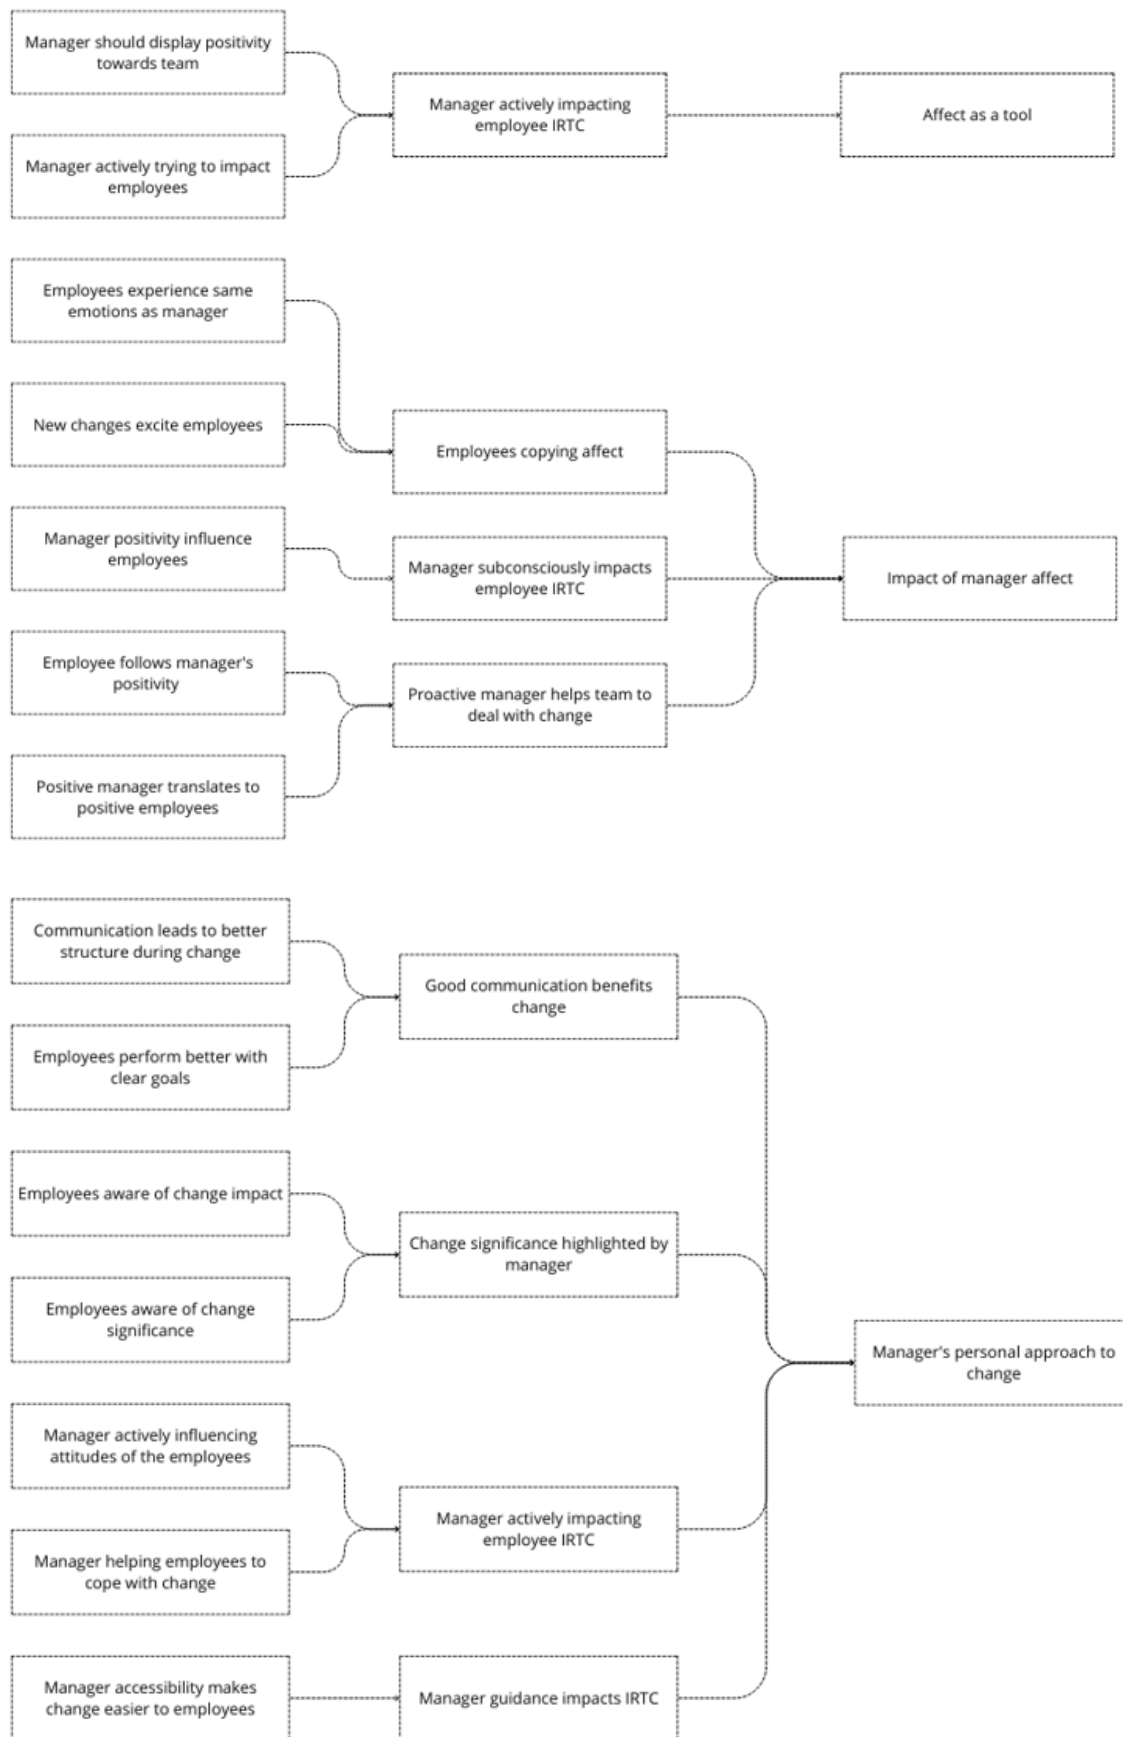 Manager should display positivity
towards team
Manager actively trying to impact
employees
Manager actively impacting
employee IRTC
Affect as a tool
Employees experience same
emotions as manager
New changes excite employees
Manager positivity influence
employees
Employee follows manager's
positivity
Positive manager translates to
positive employees
Employees copying affect
Manager subconsciously impacts
employee IRTC
Proactive manager helps team to
deal with change
Impact of manager affect
Communication leads to better
structure during change
Employees perform better with
clear goals
Employees aware of change impact
Employees aware of change
significance
Manager actively influencing
attitudes of the employees
Manager helping employees to
cope with change
Manager accessibility makes
change easier to employees
Good communication benefits
change
Change significance highlighted by
manager
Manager actively impacting
employee IRTC
Manager guidance impacts IRTC
Manager's personal approach to
change